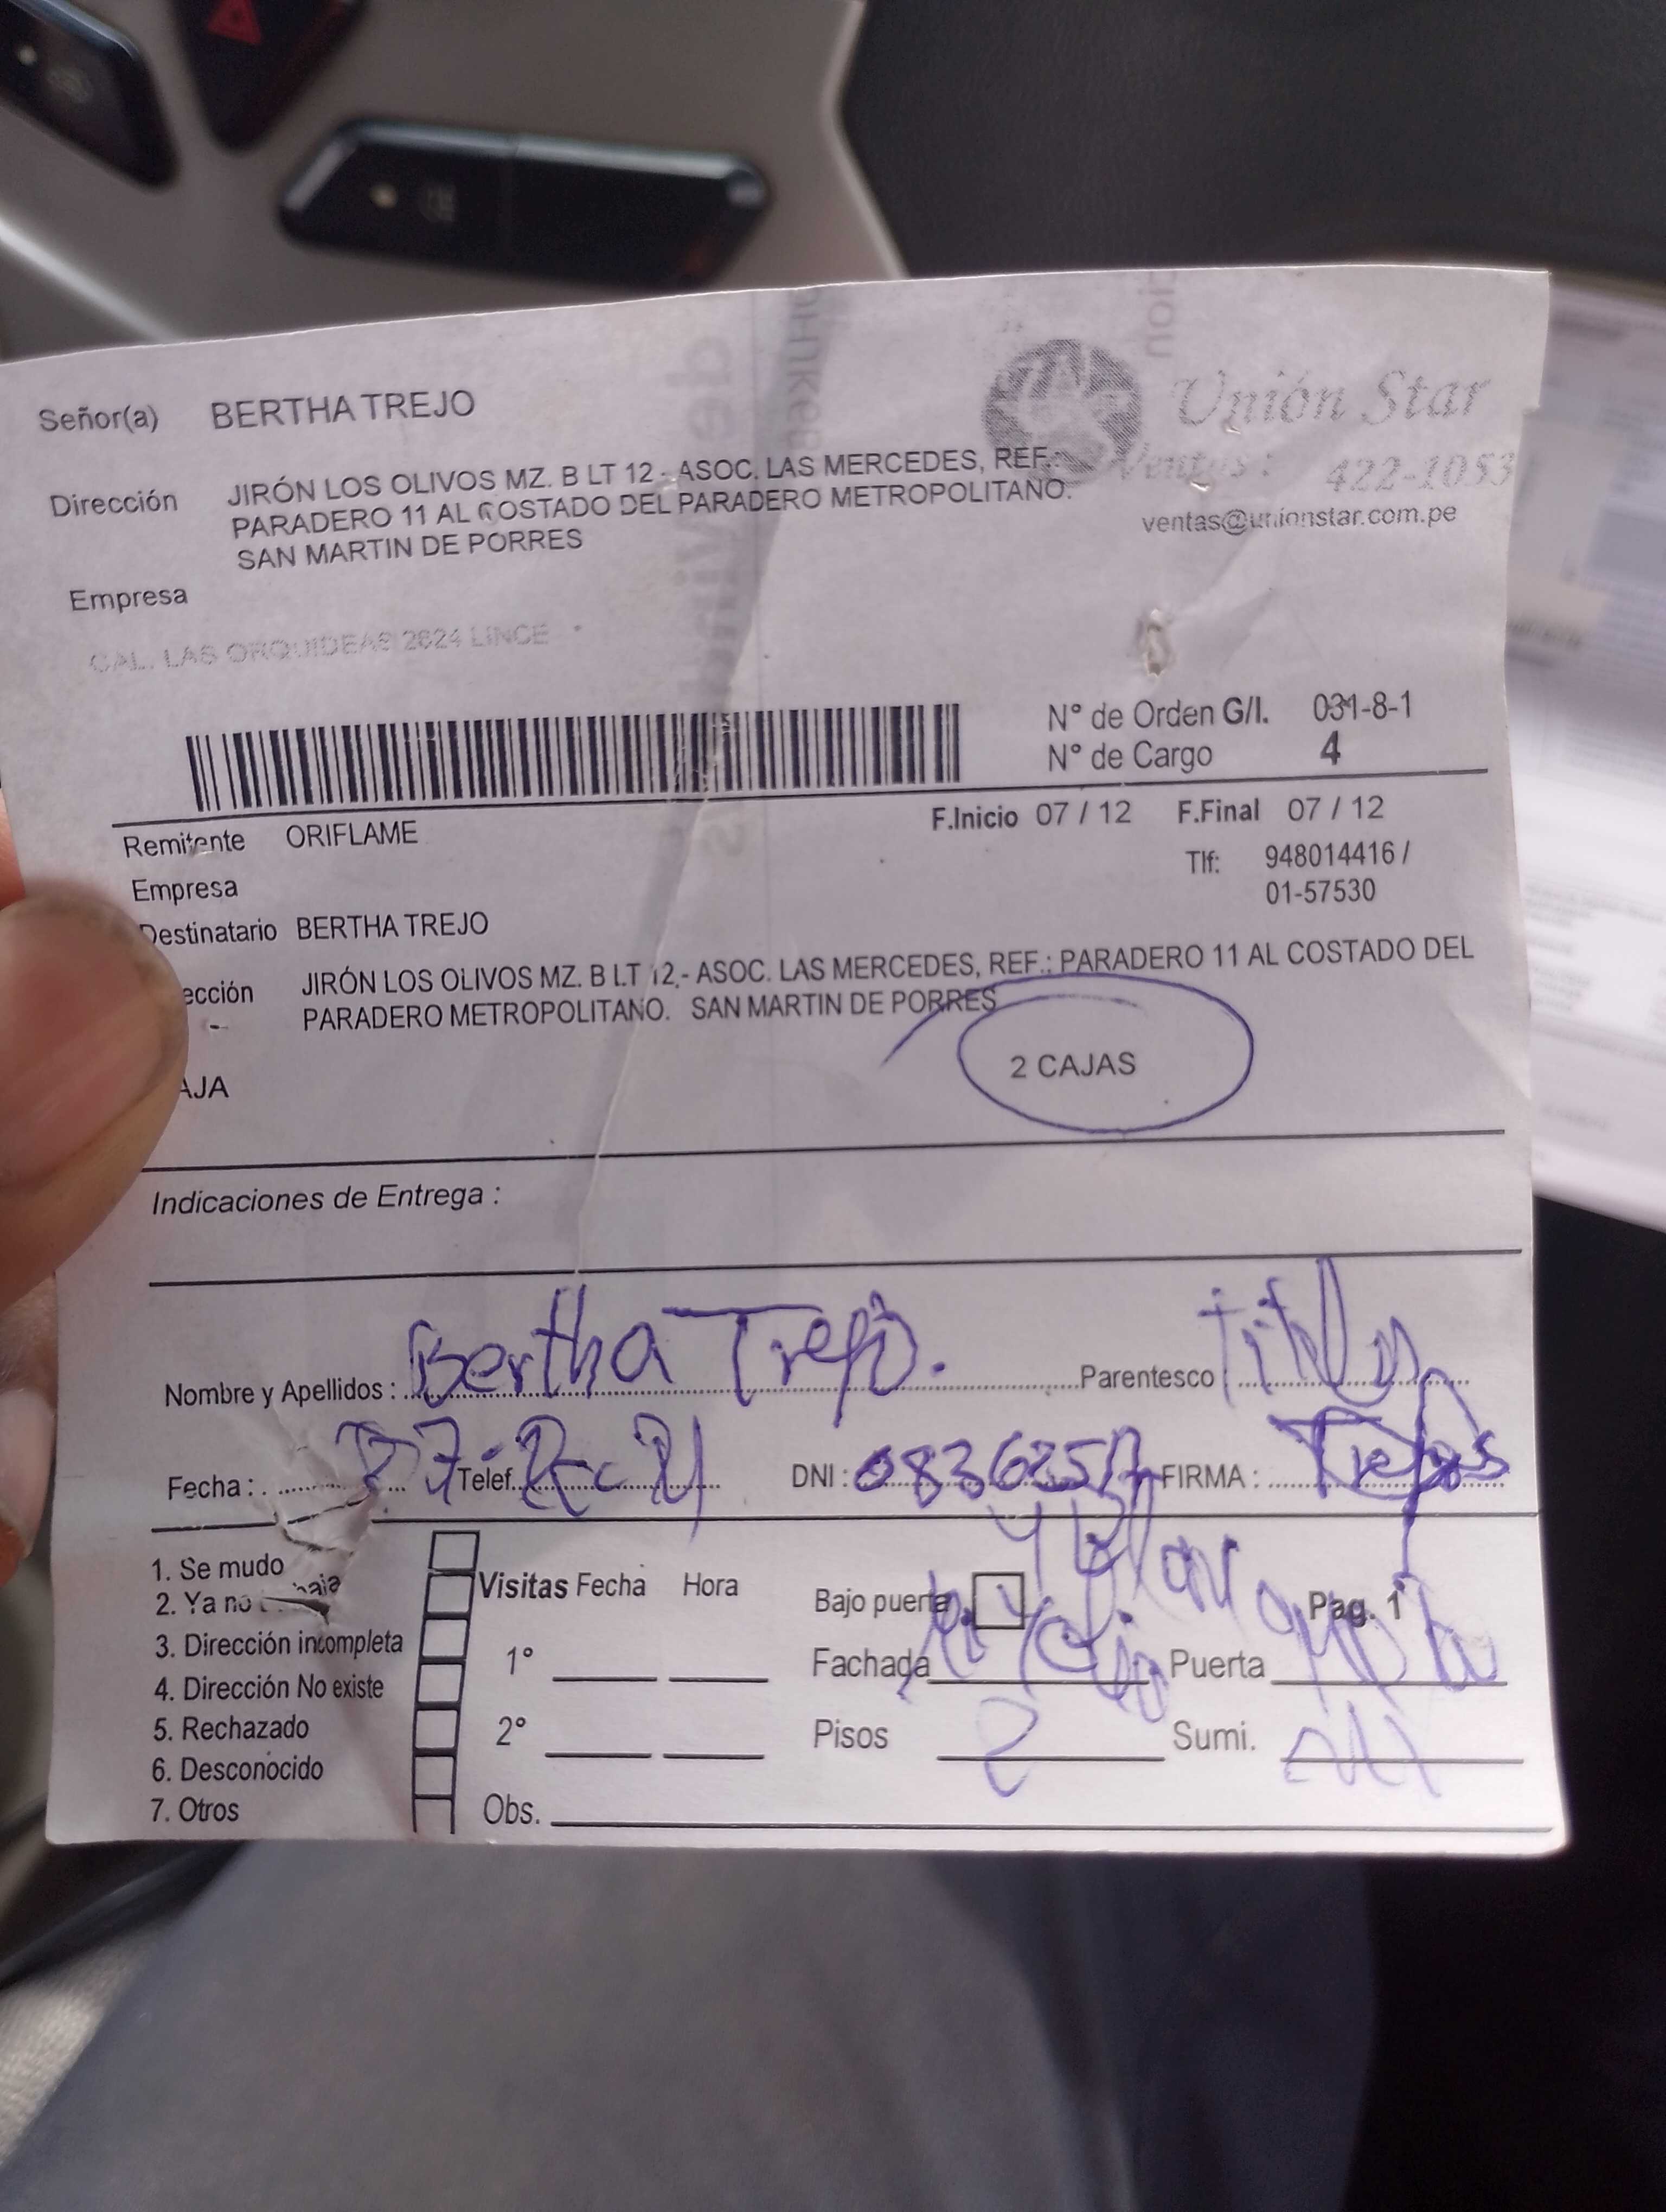 Señor(a) BERTHA TREJO
Unión Star
Ventas : 422-1053
ventas@unionstar.com.pe
Dirección JIRÓN LOS OLIVOS MZ. B LT 12 - ASOC. LAS MERCEDES, REF.:
PARADERO 11 AL COSTADO DEL PARADERO METROPOLITANO.
SAN MARTIN DE PORRES
Empresa
CAL. LAS ORQUIDEAS 2624 LINCE
N° de Orden G/I. 031-8-1
N° de Cargo 4
Remitente ORIFLAME
F.Inicio 07 / 12 F.Final 07 / 12
Empresa
Tlf: 948014416 /
01-57530
Destinatario BERTHA TREJO
ección JIRÓN LOS OLIVOS MZ. B LT 12,- ASOC. LAS MERCEDES, REF.: PARADERO 11 AL COSTADO DEL
PARADERO METROPOLITANO. SAN MARTIN DE PORRES
AJA 2 CAJAS
Indicaciones de Entrega :
Nombre y Apellidos : Bertha Trejo. Parentesco : titular
Fecha : Telef. DNI : FIRMA :
1. Se mudo
2. Ya no
3. Dirección incompleta
4. Dirección No existe
5. Rechazado
6. Desconocido
7. Otros
Visitas Fecha Hora
1°
2°
Obs.
Bajo puerta Pag. 1
Fachada Puerta
Pisos 2 Sumi.